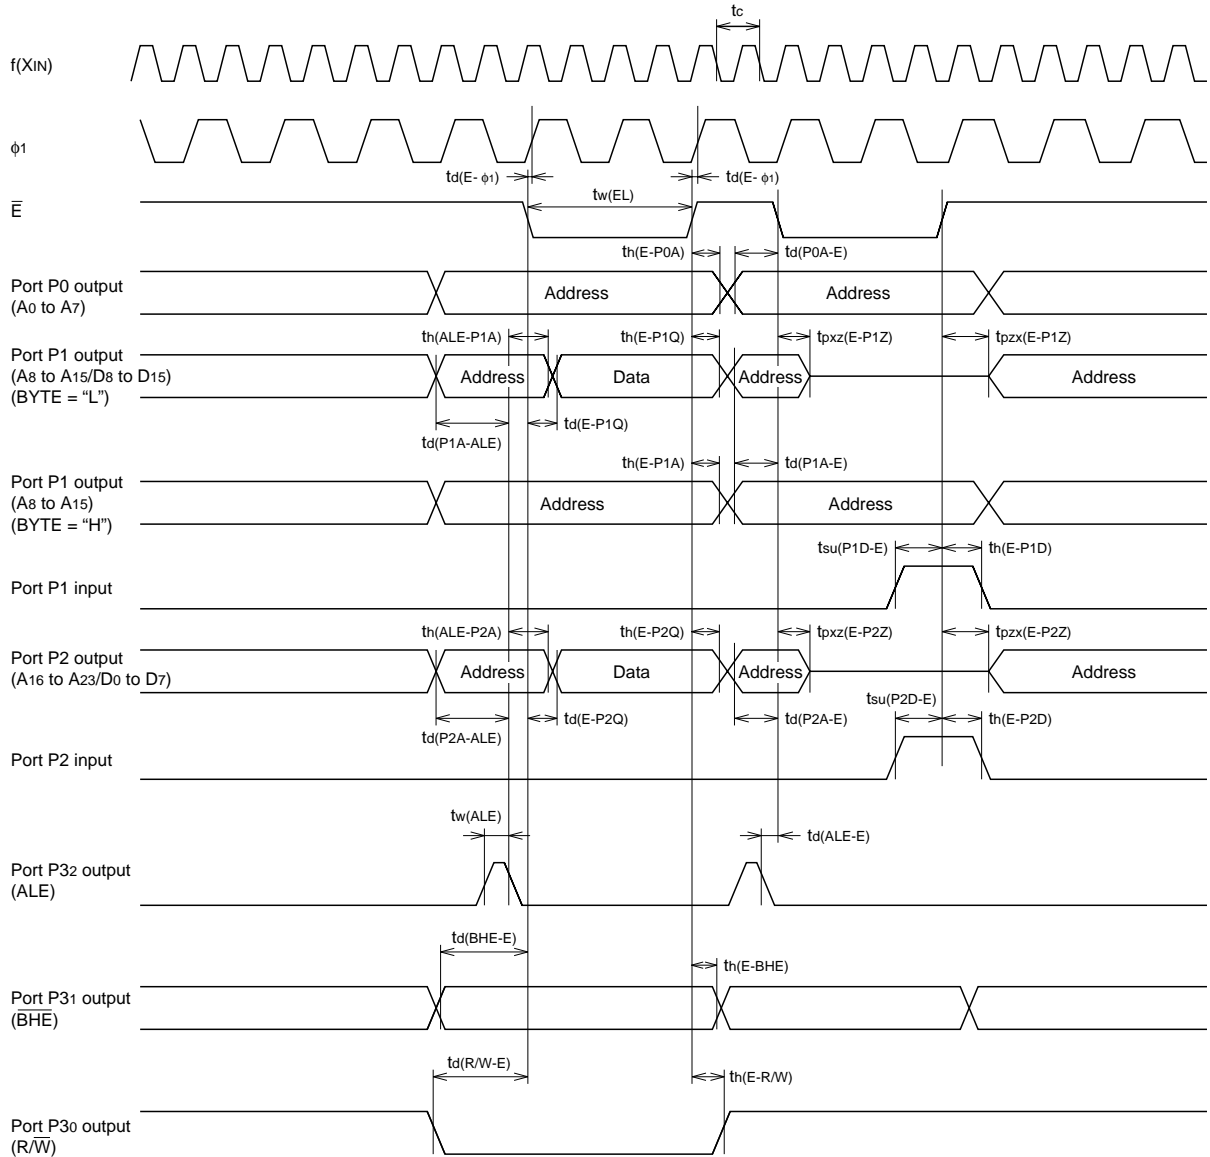 tc
f(XIN)
ϕ1
td(E- ϕ1)
td(E- ϕ1)
tw(EL)
E
th(E-P0A)
td(P0A-E)
Port P0 output
(A0 to A7)
Address
Address
th(ALE-P1A)
th(E-P1Q)
tpxz(E-P1Z)
tpzx(E-P1Z)
Port P1 output
(A8 to A15/D8 to D15)
(BYTE = “L”)
Address
Data
Address
Address
td(P1A-ALE)
td(E-P1Q)
th(E-P1A)
td(P1A-E)
Port P1 output
(A8 to A15)
(BYTE = “H”)
Address
Address
tsu(P1D-E)
th(E-P1D)
Port P1 input
th(ALE-P2A)
th(E-P2Q)
tpxz(E-P2Z)
tpzx(E-P2Z)
Port P2 output
(A16 to A23/D0 to D7)
Address
Data
Address
Address
tsu(P2D-E)
td(P2A-ALE)
td(E-P2Q)
td(P2A-E)
th(E-P2D)
Port P2 input
tw(ALE)
td(ALE-E)
Port P32 output
(ALE)
td(BHE-E)
th(E-BHE)
Port P31 output
(BHE)
td(R/W-E)
th(E-R/W)
Port P30 output
(R/W)